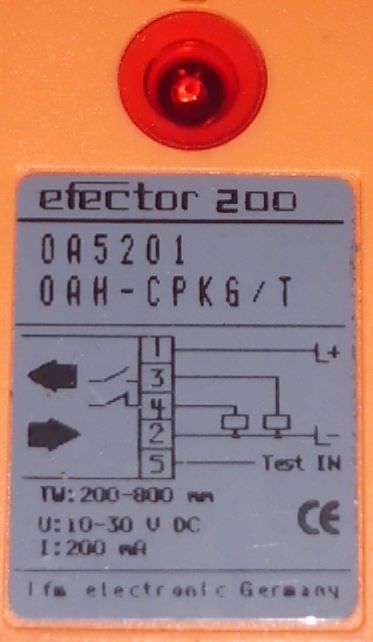 efector 200
OA5201
OAH-CPKG/T
1 L+
3
4
2 L-
5 Test IN
TW: 200-800 mm
U: 10-30 V DC
I: 200 mA
CE
ifm electronic Germany